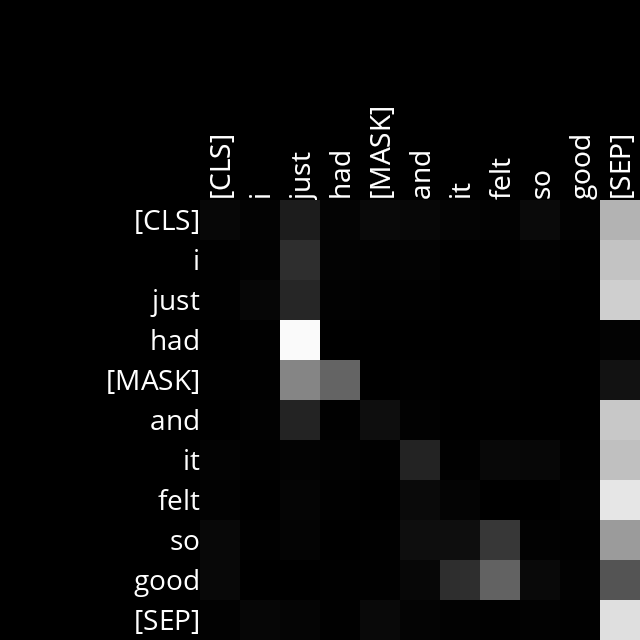 [CLS] i just had [MASK] and it felt so good [SEP]
[CLS]
i
just
had
[MASK]
and
it
felt
so
good
[SEP]